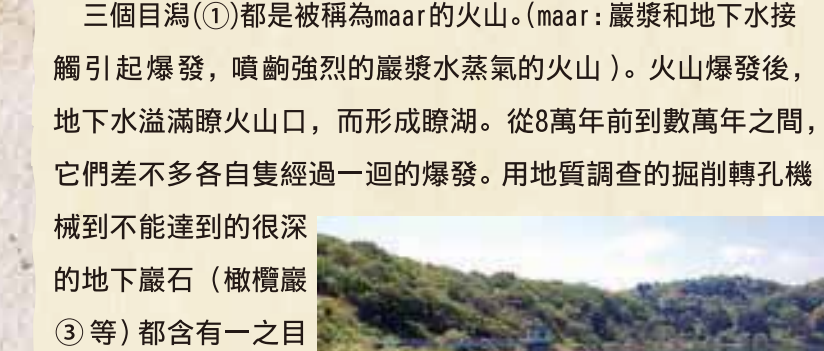 三個目潟(①)都是被稱為maar的火山。(maar：巖漿和地下水接
觸引起爆發，噴齣強烈的巖漿水蒸氣的火山)。火山爆發後，
地下水溢滿瞭火山口，而形成瞭湖。從8萬年前到數萬年之間，
它們差不多各自隻經過一迴的爆發。用地質調查的掘削轉孔機
械到不能達到的很深
的地下巖石（橄欖巖
③等）都含有一之目